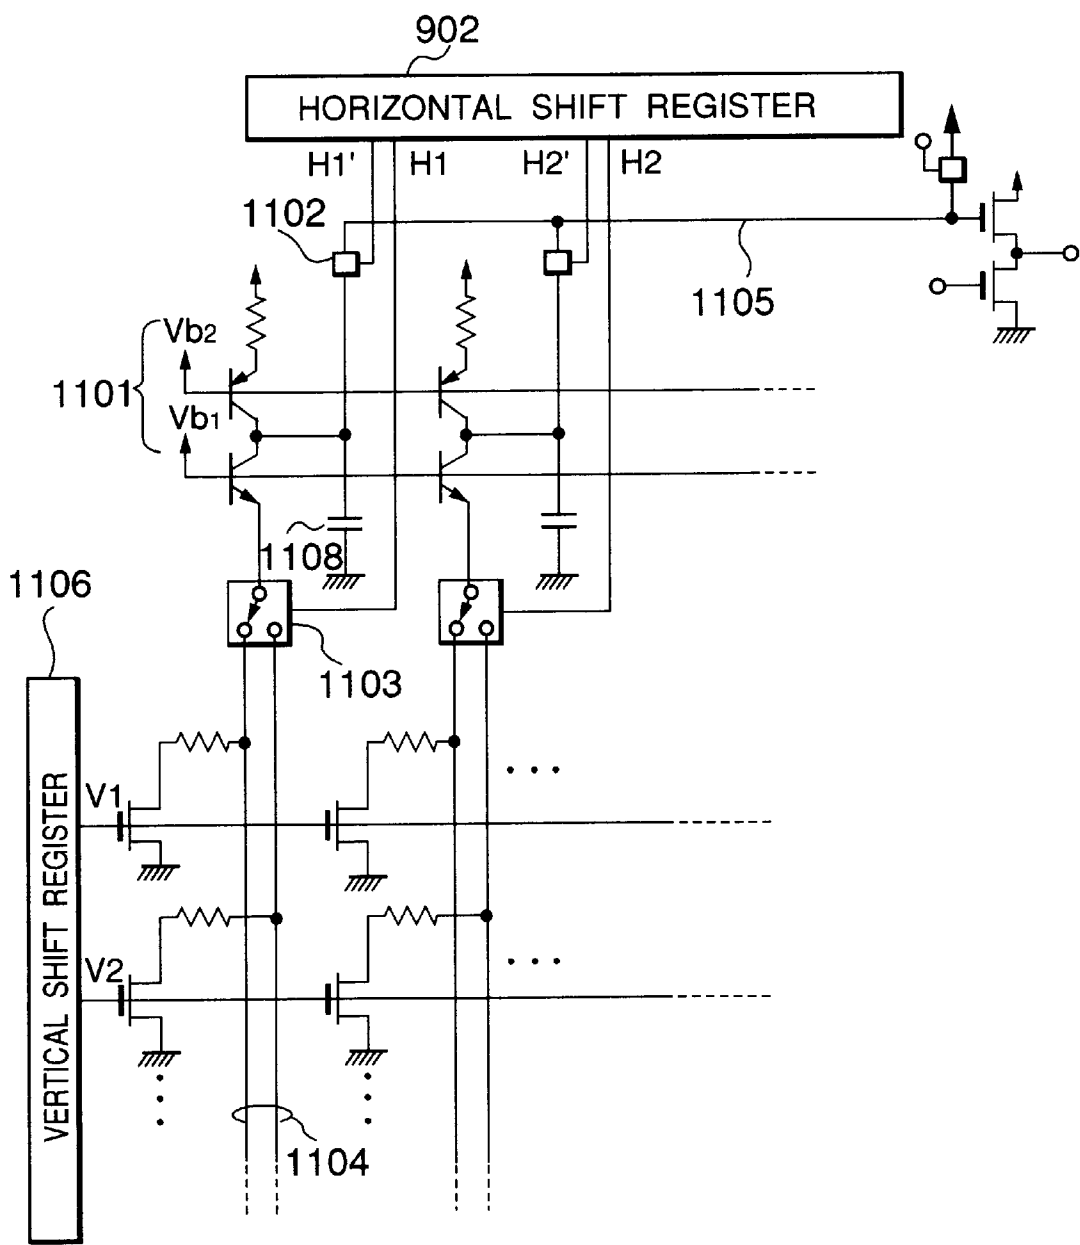 902
HORIZONTAL SHIFT REGISTER
H1' H1 H2' H2
1102
1105
Vb2
1101
Vb1
1108
1106
1103
VERTICAL SHIFT REGISTER
V1
V2
1104